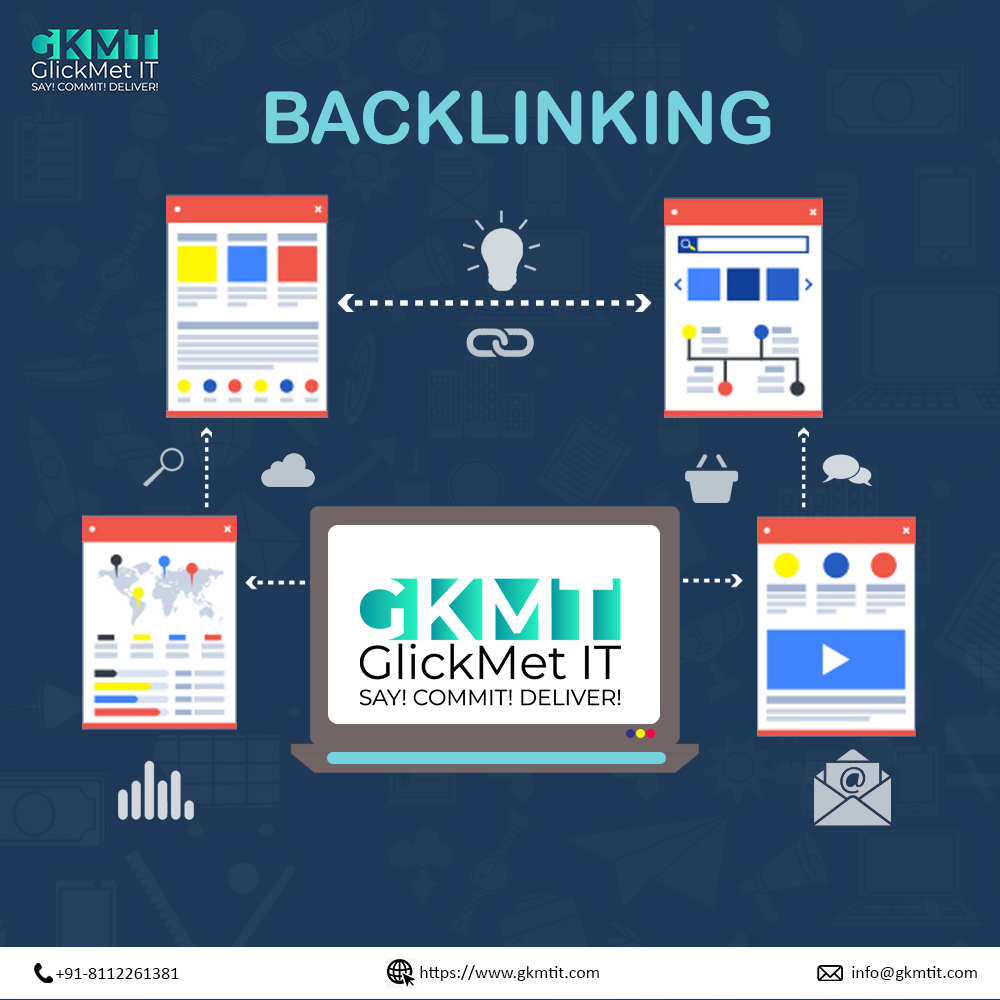 GKMT
GlickMet IT
SAY! COMMIT! DELIVER!
BACKLINKING
GKMT
GlickMet IT
SAY! COMMIT! DELIVER!
@
+91-8112261381
https://www.gkmtit.com
info@gkmtit.com